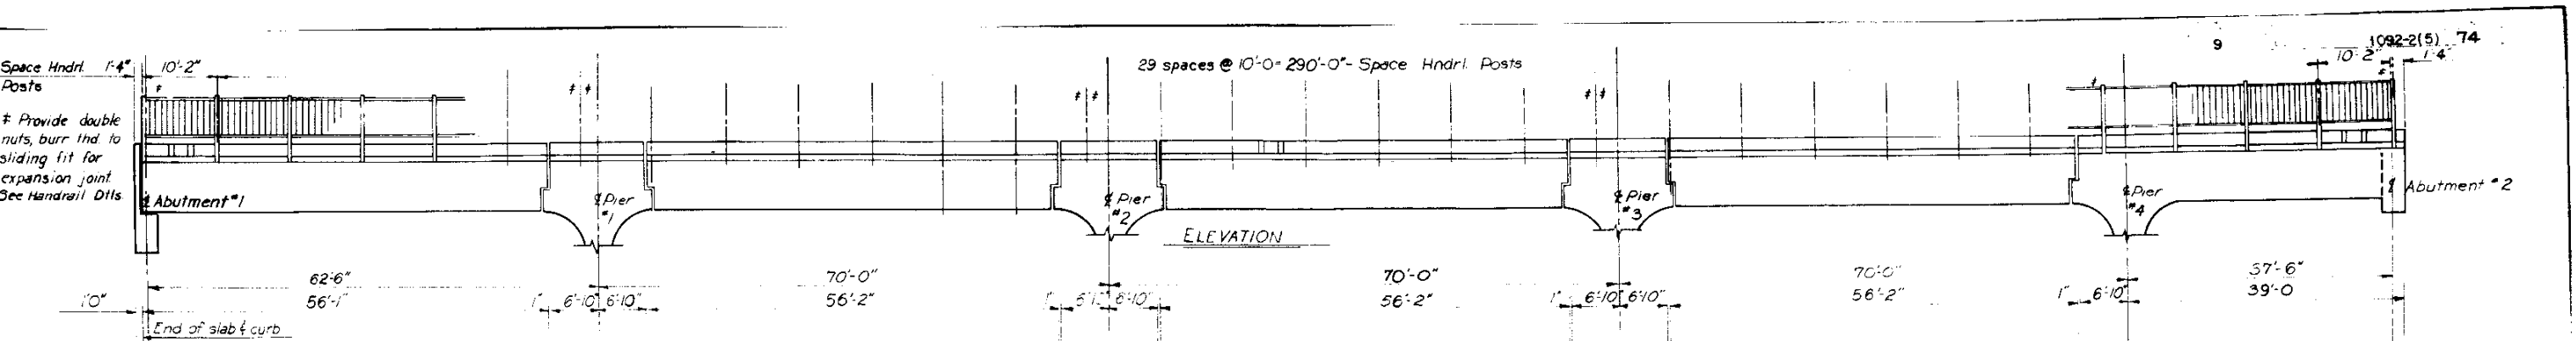 9
1092-2(5) 74
Space Hndrl. 1'-4" 10'-2"
Posts
29 spaces @ 10'-0 = 290'-0" - Space Hndrl. Posts
10'-2" 1'-4"
‡ Provide double
nuts, burr thd. to
sliding fit for
expansion joint
See Handrail Dtls.
‡
‡ ‡
‡ ‡
‡ ‡
‡
‡
℄ Abutment #1
℄ Pier
#1
℄ Pier
#2
℄ Pier
#3
℄ Pier
#4
℄ Abutment #2
ELEVATION
62'-6" 70'-0" 70'-0" 70'-0" 37'-6"
1'0" 56'-1" 1" 6'-10" 6'-10" 56'-2" 1" 6'-10" 56'-2" 1" 6'-10" 6'-10" 56'-2" 1" 6'-10" 39'-0
End of slab & curb